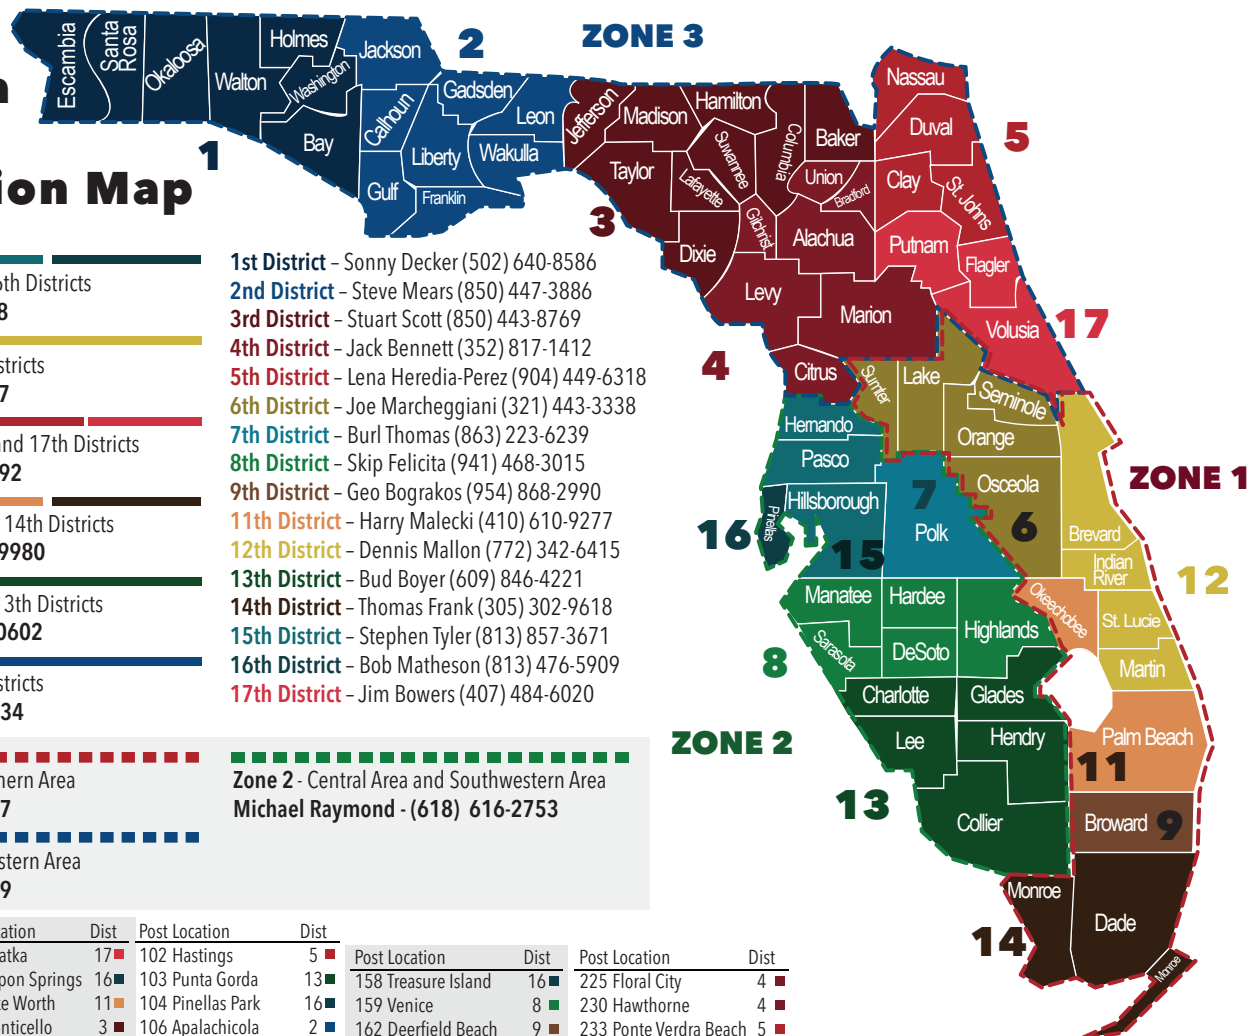 ion Map
ZONE 3
1
2
3
4
5
17
ZONE 1
6
7
16
15
12
8
ZONE 2
11
13
9
14
Escambia
Santa
Rosa
Okaloosa
Walton
Holmes
Washington
Bay
Jackson
Calhoun
Gulf
Gadsden
Liberty
Franklin
Leon
Wakulla
Jefferson
Madison
Taylor
Hamilton
Suwannee
Lafayette
Dixie
Columbia
Baker
Union
Bradford
Gilchrist
Alachua
Levy
Marion
Citrus
Nassau
Duval
Clay
St. Johns
Putnam
Flagler
Volusia
Sumter
Lake
Seminole
Orange
Osceola
Hernando
Pasco
Hillsborough
Pinellas
Polk
Brevard
Indian
River
Okeechobee
St. Lucie
Martin
Manatee
Hardee
Sarasota
DeSoto
Highlands
Charlotte
Glades
Lee
Hendry
Collier
Palm Beach
Broward
Monroe
Dade
Monroe
6th Districts
8
stricts
7
and 17th Districts
92
14th Districts
9980
13th Districts
0602
stricts
34
1st District – Sonny Decker (502) 640-8586
2nd District – Steve Mears (850) 447-3886
3rd District – Stuart Scott (850) 443-8769
4th District – Jack Bennett (352) 817-1412
5th District – Lena Heredia-Perez (904) 449-6318
6th District – Joe Marcheggiani (321) 443-3338
7th District – Burl Thomas (863) 223-6239
8th District – Skip Felicita (941) 468-3015
9th District – Geo Bograkos (954) 868-2990
11th District – Harry Malecki (410) 610-9277
12th District – Dennis Mallon (772) 342-6415
13th District – Bud Boyer (609) 846-4221
14th District – Thomas Frank (305) 302-9618
15th District – Stephen Tyler (813) 857-3671
16th District – Bob Matheson (813) 476-5909
17th District – Jim Bowers (407) 484-6020
hern Area
7
stern Area
9
Zone 2 - Central Area and Southwestern Area
Michael Raymond - (618) 616-2753
cation Dist
atka 17
pon Springs 16
ke Worth 11
nticello 3
Post Location Dist
102 Hastings 5
103 Punta Gorda 13
104 Pinellas Park 16
106 Apalachicola 2
Post Location Dist
158 Treasure Island 16
159 Venice 8
162 Deerfield Beach 9
Post Location Dist
225 Floral City 4
230 Hawthorne 4
233 Ponte Verdra Beach 5